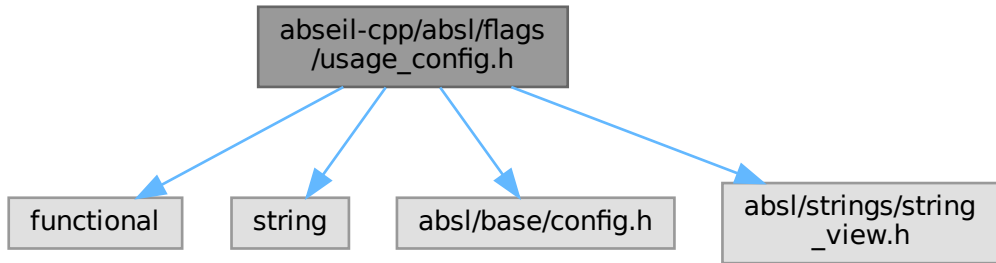 abseil-cpp/absl/flags
/usage_config.h
functional
string
absl/base/config.h
absl/strings/string
_view.h